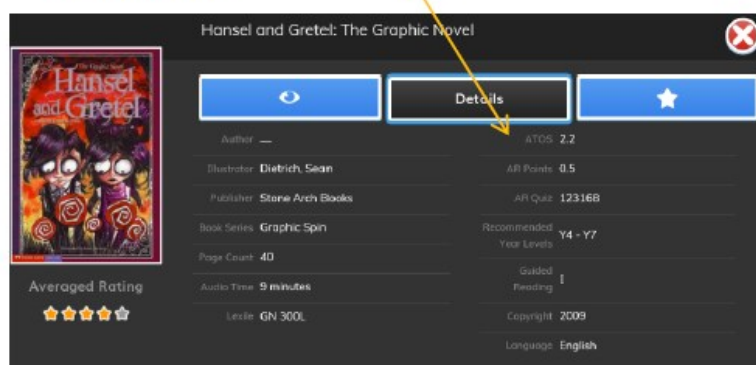 Hansel and Gretel: The Graphic Novel
The Graphic Novel
Hansel
and Gretel
Details
Author —
Illustrator Dietrich, Sean
Publisher Stone Arch Books
Book Series Graphic Spin
Page Count 40
Audio Time 9 minutes
Lexile GN 300L
ATOS 2.2
AR Points 0.5
AR Quiz 123168
Recommended
Year Levels Y4 - Y7
Guided
Reading I
Copyright 2009
Language English
Averaged Rating